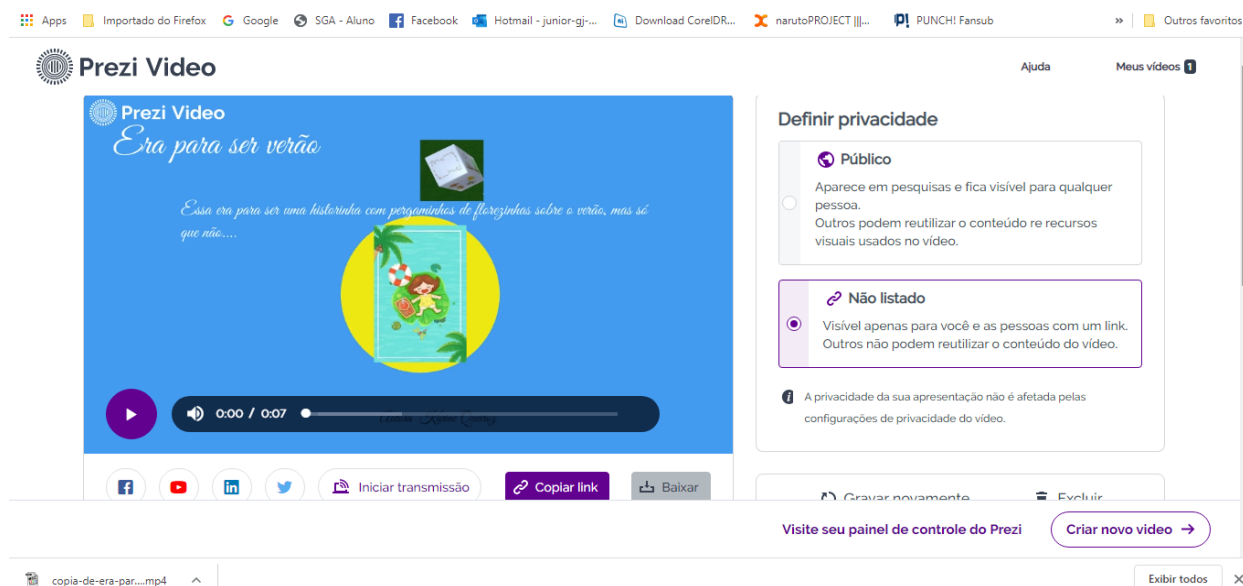 Apps Importado do Firefox Google SGA - Aluno Facebook Hotmail - junior-gj-... Download CorelDR... narutoPROJECT |||... PUNCH! Fansub » Outros favoritos
Prezi Video Ajuda Meus vídeos 1
Prezi Video
Era para ser verão
Essa era para ser uma historinha com pergaminhos de florezinhas sobre o verão, mas só
que não....
0:00 / 0:07
Iniciar transmissão Copiar link Baixar
Definir privacidade
Público
Aparece em pesquisas e fica visível para qualquer
pessoa.
Outros podem reutilizar o conteúdo re recursos
visuais usados no vídeo.
Não listado
Visível apenas para você e as pessoas com um link.
Outros não podem reutilizar o conteúdo do vídeo.
A privacidade da sua apresentação não é afetada pelas
configurações de privacidade do vídeo.
Gravar novamente Excluir
Visite seu painel de controle do Prezi Criar novo video →
copia-de-era-par....mp4 Exibir todos